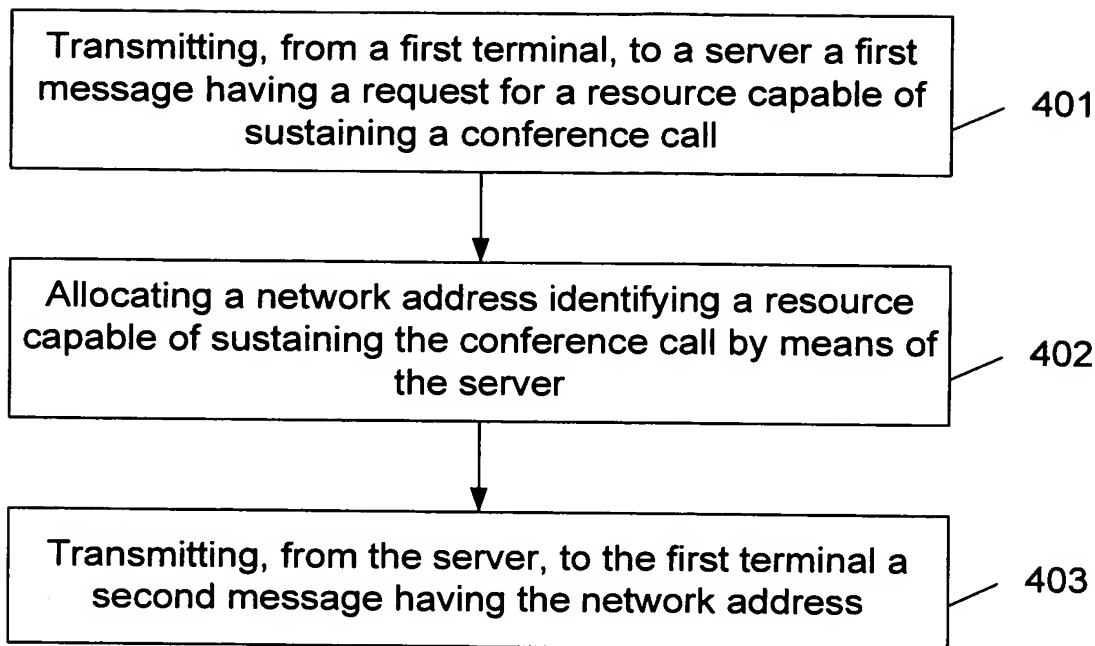 Transmitting, from a first terminal, to a server a first
message having a request for a resource capable of
sustaining a conference call
401
Allocating a network address identifying a resource
capable of sustaining the conference call by means of
the server
402
Transmitting, from the server, to the first terminal a
second message having the network address
403